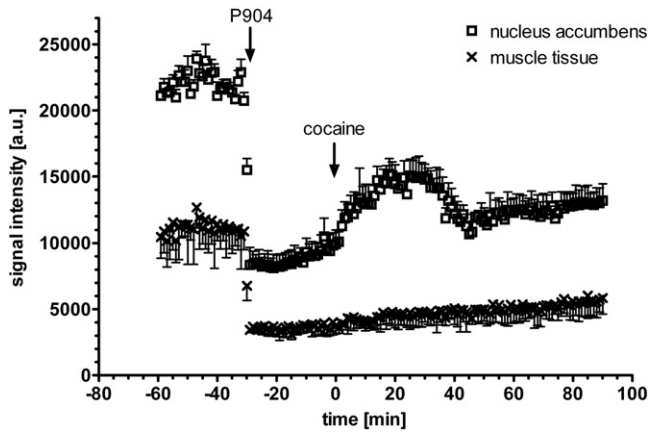 P904
nucleus accumbens
muscle tissue
cocaine
signal intensity [a.u.]
25000
20000
15000
10000
5000
0
-80 -60 -40 -20 0 20 40 60 80 100
time [min]